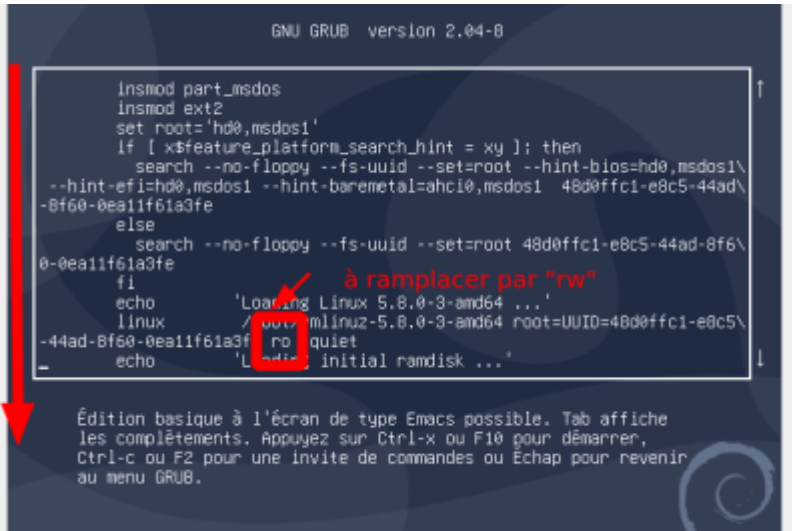 GNU GRUB version 2.04-8
insmod part_msdos
insmod ext2
set root='hd0,msdos1'
if [ x$feature_platform_search_hint = xy ]; then
search --no-floppy --fs-uuid --set=root --hint-bios=hd0,msdos1\
--hint-efi=hd0,msdos1 --hint-baremetal=ahci0,msdos1 48d0ffc1-e8c5-44ad\
-8f60-0ea11f61a3fe
else
search --no-floppy --fs-uuid --set=root 48d0ffc1-e8c5-44ad-8f6\
0-0ea11f61a3fe
fi
à ramplacer par "rw"
echo 'Loading Linux 5.8.0-3-amd64 ...'
linux /boot/vmlinuz-5.8.0-3-amd64 root=UUID=48d0ffc1-e8c5\
-44ad-8f60-0ea11f61a3fe ro quiet
echo 'Loading initial ramdisk ...'
Édition basique à l'écran de type Emacs possible. Tab affiche
les complètements. Appuyez sur Ctrl-x ou F10 pour démarrer,
Ctrl-c ou F2 pour une invite de commandes ou Échap pour revenir
au menu GRUB.